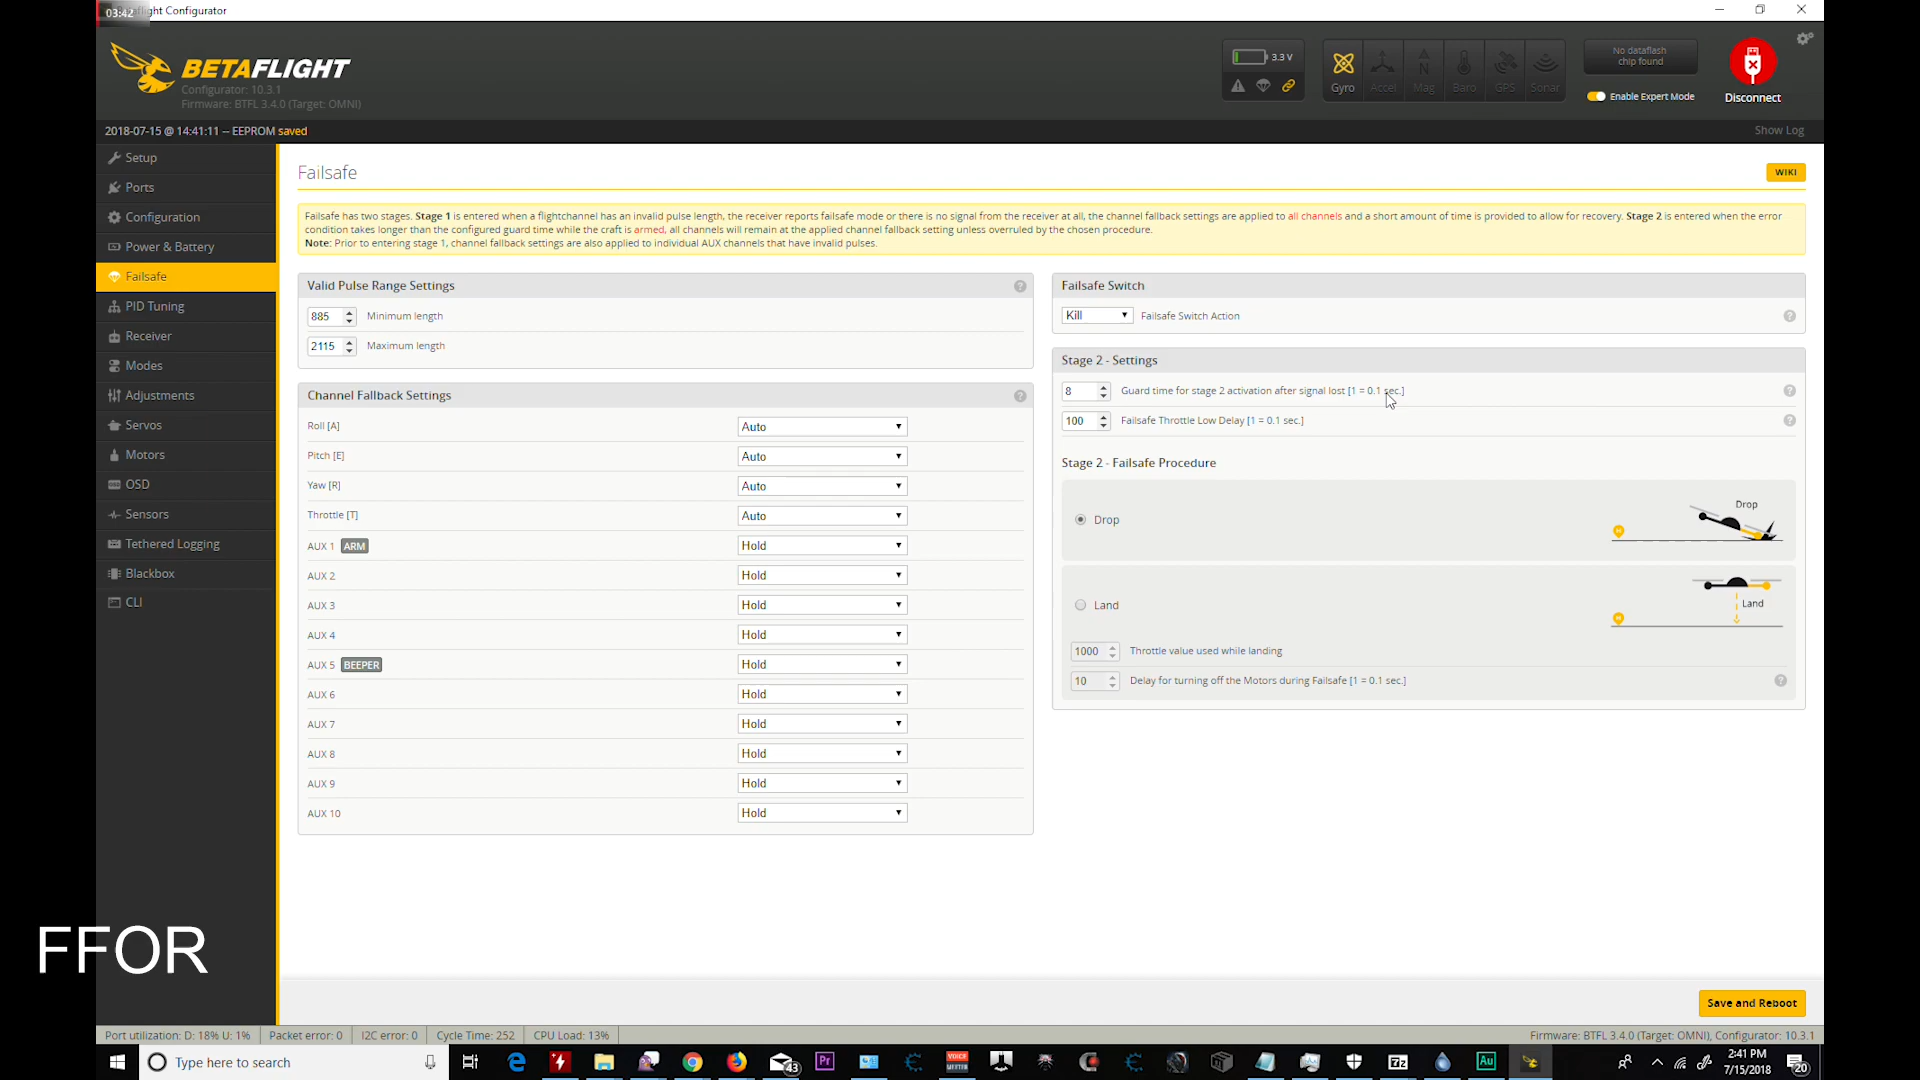 03:42
ight Configurator
BETAFLIGHT
Configurator: 10.3.1
Firmware: BTFL 3.4.0 (Target: OMNI)
3.3 V
Gyro
Accel
Mag
Baro
GPS
Sonar
No dataflash
chip found
Enable Expert Mode
Disconnect
2018-07-15 @ 14:41:11 -- EEPROM saved
Show Log
Setup
Ports
Configuration
Power & Battery
Failsafe
PID Tuning
Receiver
Modes
Adjustments
Servos
Motors
OSD
Sensors
Tethered Logging
Blackbox
CLI
Failsafe
WIKI
Failsafe has two stages. Stage 1 is entered when a flightchannel has an invalid pulse length, the receiver reports failsafe mode or there is no signal from the receiver at all, the channel fallback settings are applied to all channels and a short amount of time is provided to allow for recovery. Stage 2 is entered when the error
condition takes longer than the configured guard time while the craft is armed, all channels will remain at the applied channel fallback setting unless overruled by the chosen procedure.
Note: Prior to entering stage 1, channel fallback settings are also applied to individual AUX channels that have invalid pulses.
Valid Pulse Range Settings
885 Minimum length
2115 Maximum length
Channel Fallback Settings
Roll [A] Auto
Pitch [E] Auto
Yaw [R] Auto
Throttle [T] Auto
AUX 1 ARM Hold
AUX 2 Hold
AUX 3 Hold
AUX 4 Hold
AUX 5 BEEPER Hold
AUX 6 Hold
AUX 7 Hold
AUX 8 Hold
AUX 9 Hold
AUX 10 Hold
Failsafe Switch
Kill Failsafe Switch Action
Stage 2 - Settings
8 Guard time for stage 2 activation after signal lost [1 = 0.1 sec.]
100 Failsafe Throttle Low Delay [1 = 0.1 sec.]
Stage 2 - Failsafe Procedure
Drop
Drop
Land
Land
1000 Throttle value used while landing
10 Delay for turning off the Motors during Failsafe [1 = 0.1 sec.]
FFOR
Save and Reboot
Port utilization: D: 18% U: 1%
Packet error: 0
I2C error: 0
Cycle Time: 252
CPU Load: 13%
Firmware: BTFL 3.4.0 (Target: OMNI), Configurator: 10.3.1
Type here to search
43
Pr
7z
Au
2:41 PM
7/15/2018
20